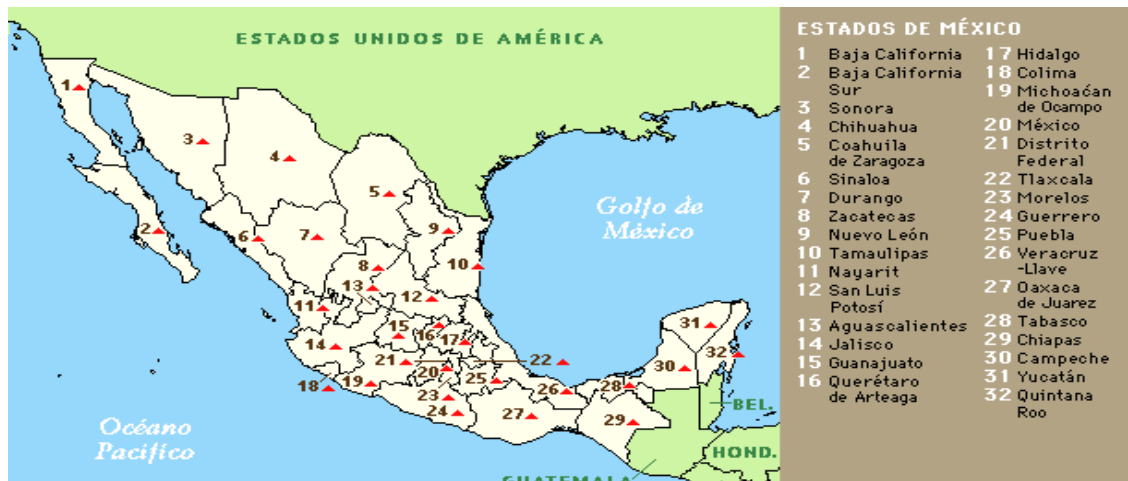 ESTADOS UNIDOS DE AMÉRICA
1
3
4
5
2
6
7
9
8
10
13
12
11
14
15
16
17
21
22
20
18
19
25
23
24
26
27
28
29
30
31
32
Golfo de
México
Océano
Pacifico
BEL.
HOND.
GUATEMALA
ESTADOS DE MÉXICO
1 Baja California
2 Baja California
Sur
3 Sonora
4 Chihuahua
5 Coahuila
de Zaragoza
6 Sinaloa
7 Durango
8 Zacatecas
9 Nuevo León
10 Tamaulipas
11 Nayarit
12 San Luis
Potosí
13 Aguascalientes
14 Jalisco
15 Guanajuato
16 Querétaro
de Arteaga
17 Hidalgo
18 Colima
19 Michoaćan
de Ocampo
20 México
21 Distrito
Federal
22 Tlaxcala
23 Morelos
24 Guerrero
25 Puebla
26 Veracruz
-Llave
27 Oaxaca
de Juarez
28 Tabasco
29 Chiapas
30 Campeche
31 Yucatán
32 Quintana
Roo